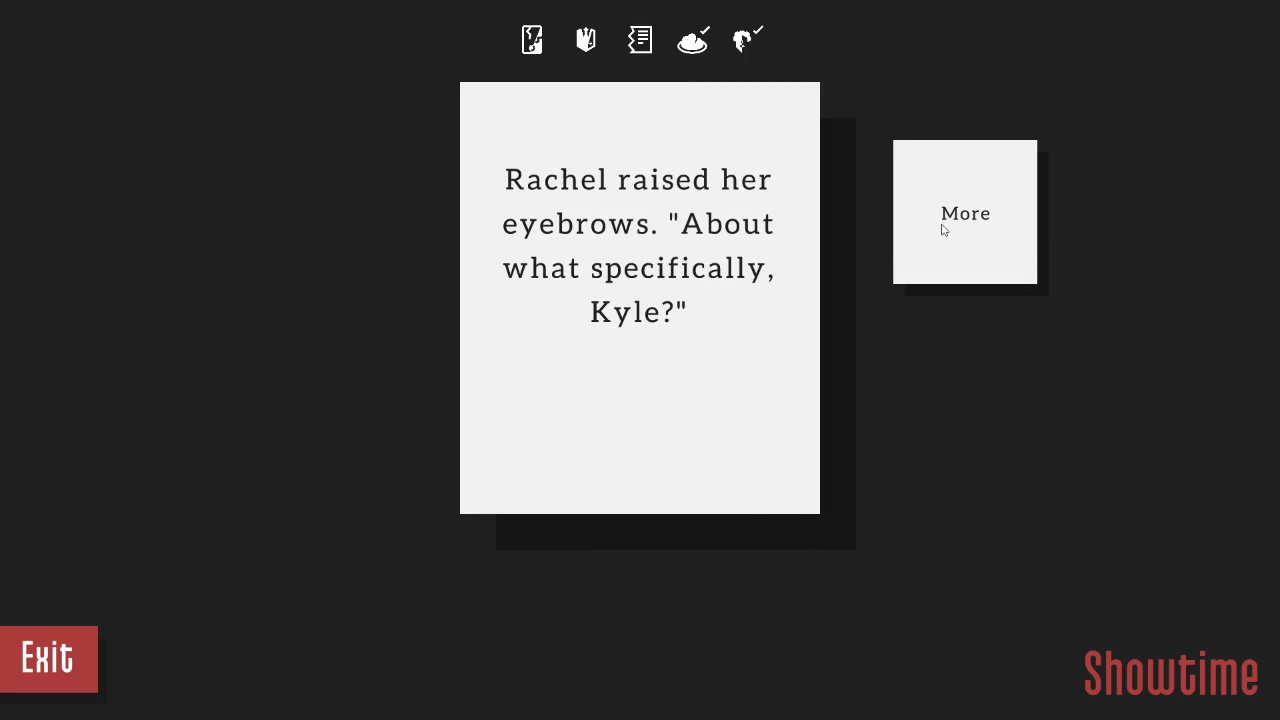 Rachel raised her
eyebrows. "About
what specifically,
Kyle?"
More
Exit
Showtime